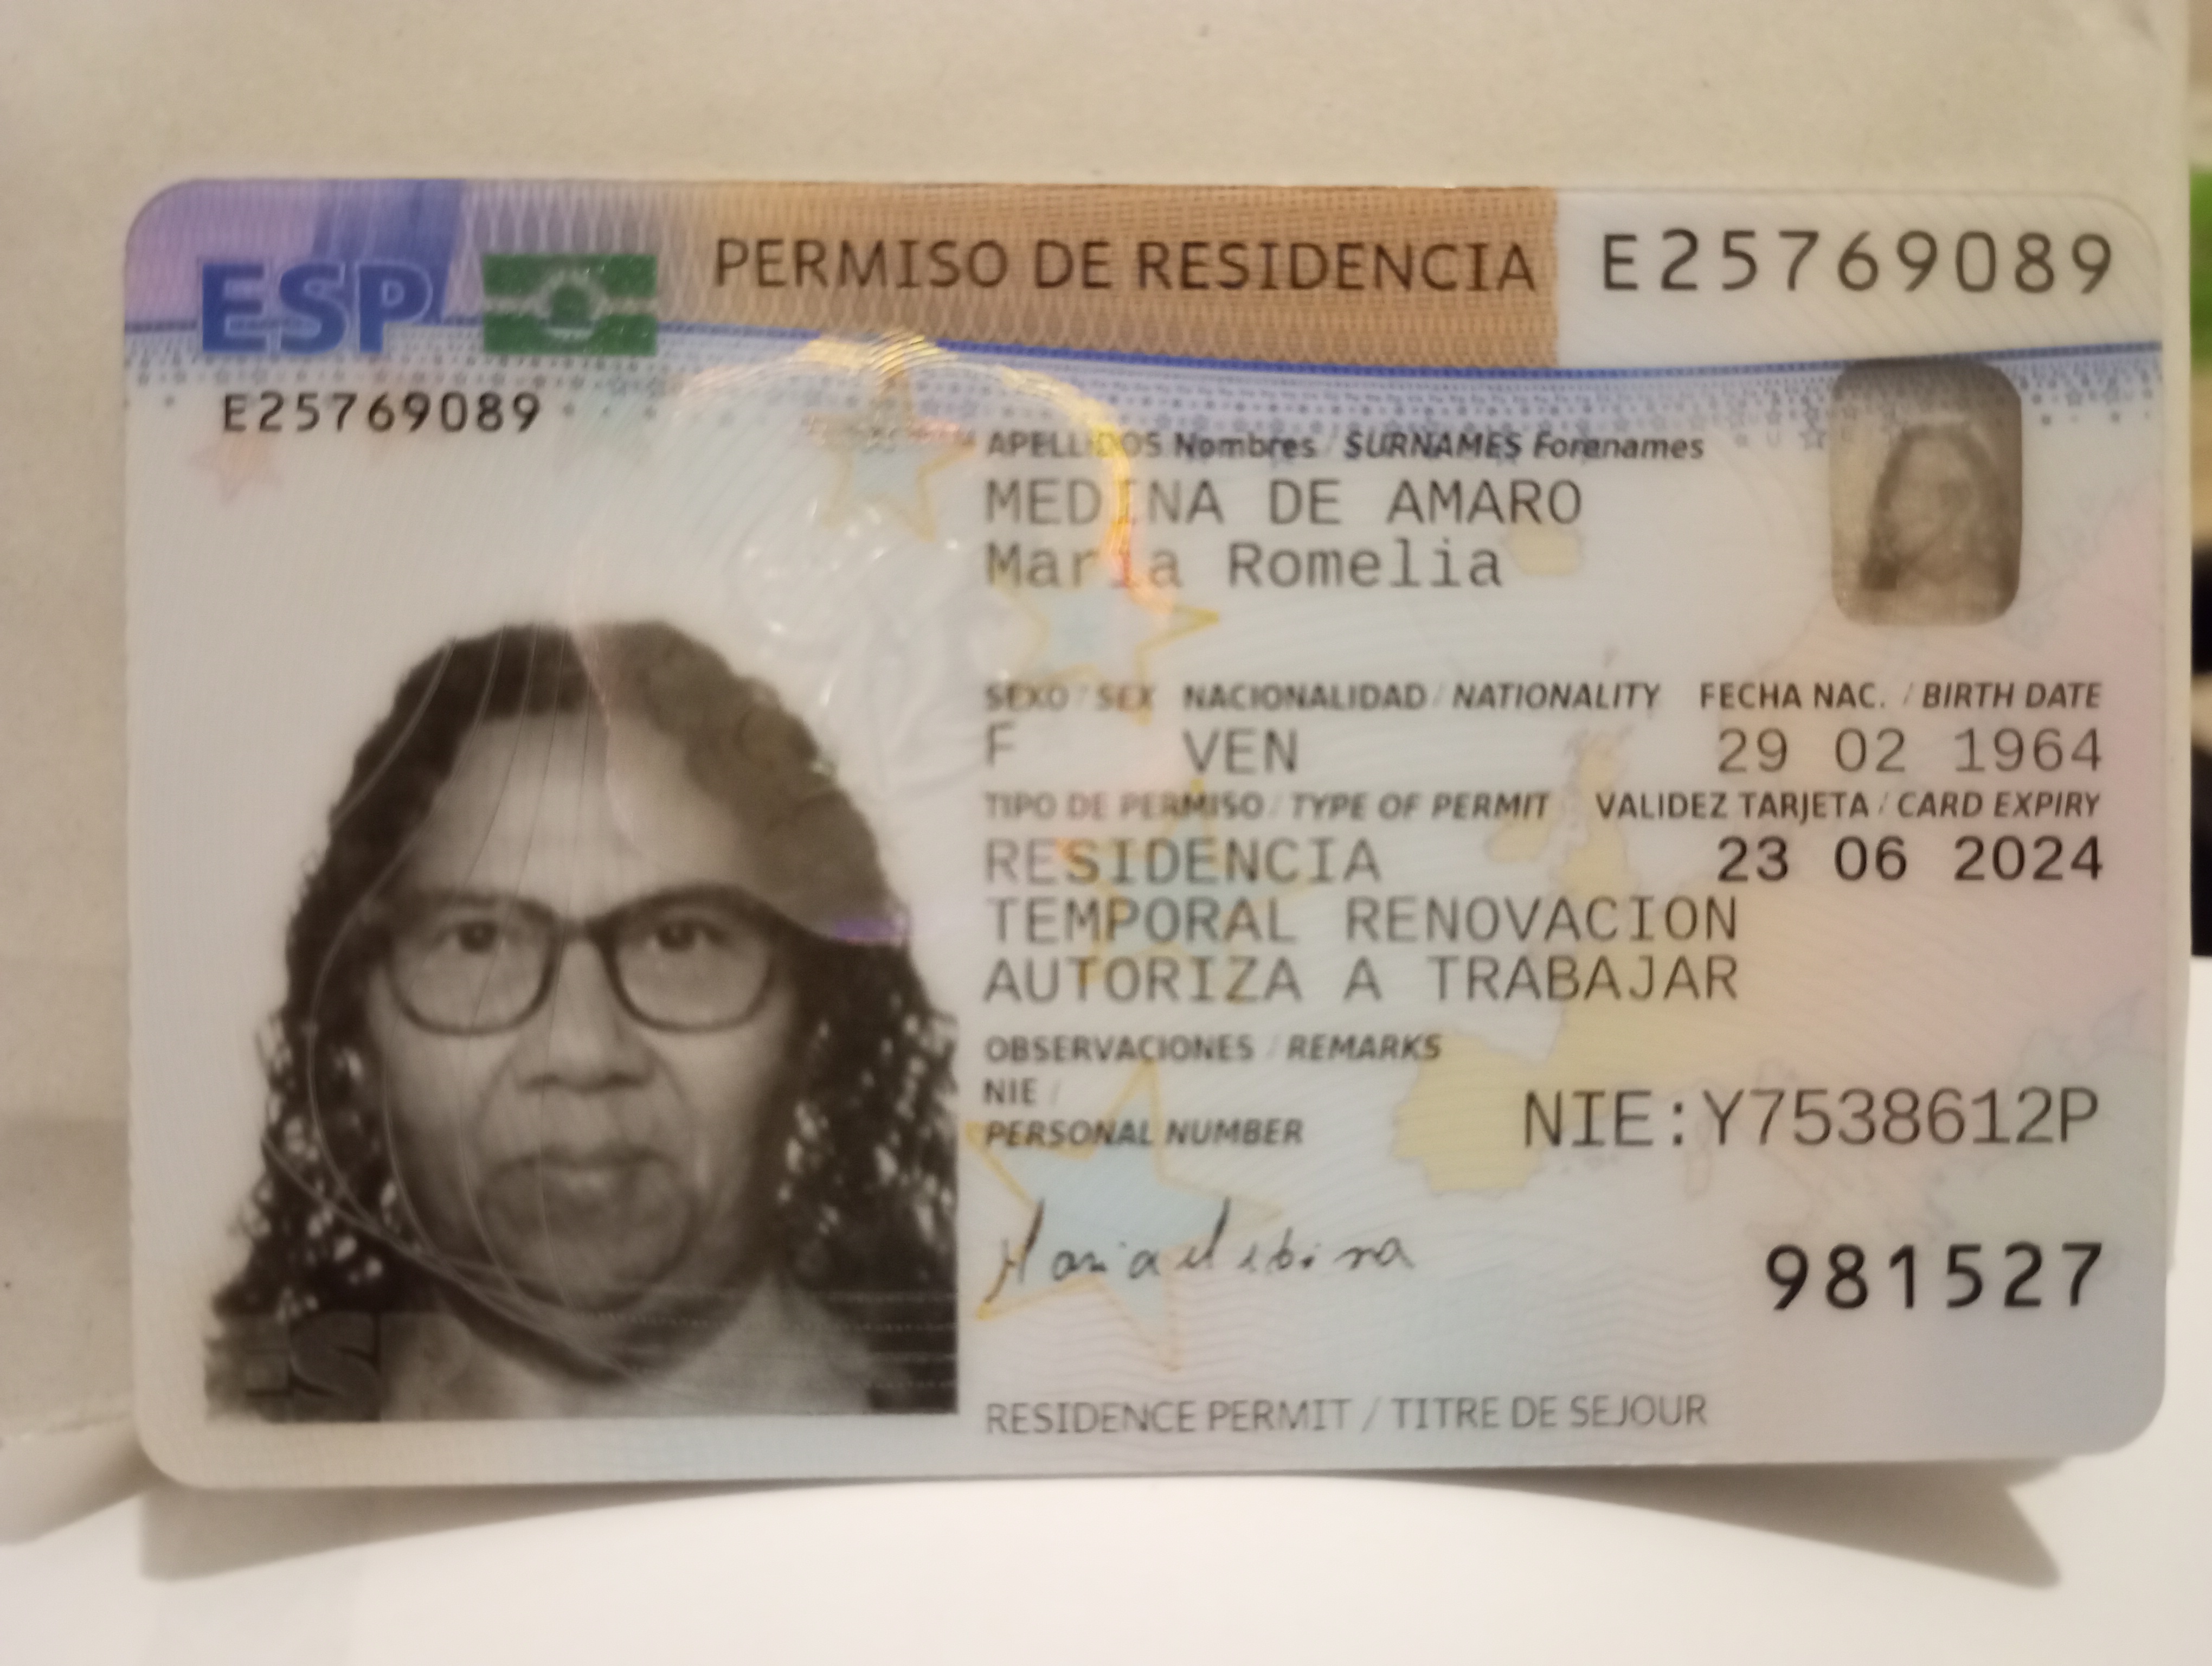 ESP PERMISO DE RESIDENCIA E25769089
E25769089
APELLIDOS Nombres / SURNAMES Forenames
MEDINA DE AMARO
Maria Romelia
SEXO / SEX NACIONALIDAD / NATIONALITY FECHA NAC. / BIRTH DATE
F VEN 29 02 1964
TIPO DE PERMISO / TYPE OF PERMIT VALIDEZ TARJETA / CARD EXPIRY
RESIDENCIA 23 06 2024
TEMPORAL RENOVACION
AUTORIZA A TRABAJAR
OBSERVACIONES / REMARKS
NIE /
PERSONAL NUMBER NIE:Y7538612P
981527
RESIDENCE PERMIT / TITRE DE SEJOUR